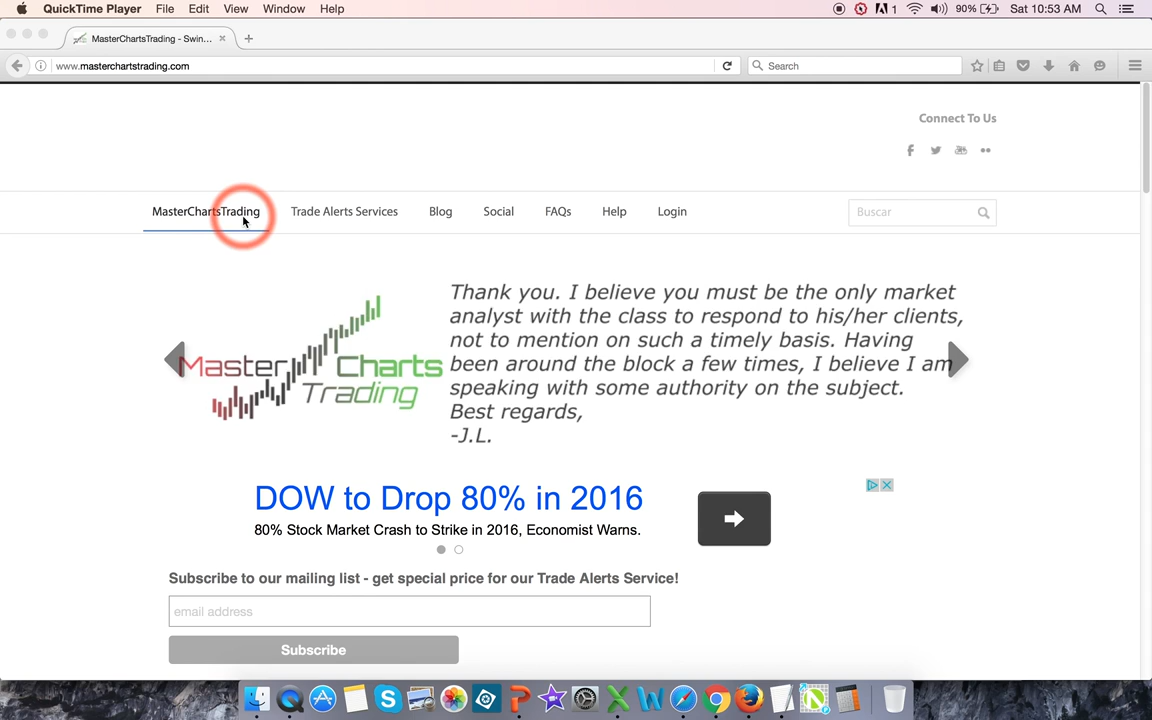 QuickTime Player File Edit View Window Help 1 90% Sat 10:53 AM
MasterChartsTrading - Swin...
www.masterchartstrading.com Search
Connect To Us
MasterChartsTrading Trade Alerts Services Blog Social FAQs Help Login Buscar
Master Charts
Trading
Thank you. I believe you must be the only market
analyst with the class to respond to his/her clients,
not to mention on such a timely basis. Having
been around the block a few times, I believe I am
speaking with some authority on the subject.
Best regards,
-J.L.
DOW to Drop 80% in 2016
80% Stock Market Crash to Strike in 2016, Economist Warns.
Subscribe to our mailing list - get special price for our Trade Alerts Service!
email address
Subscribe